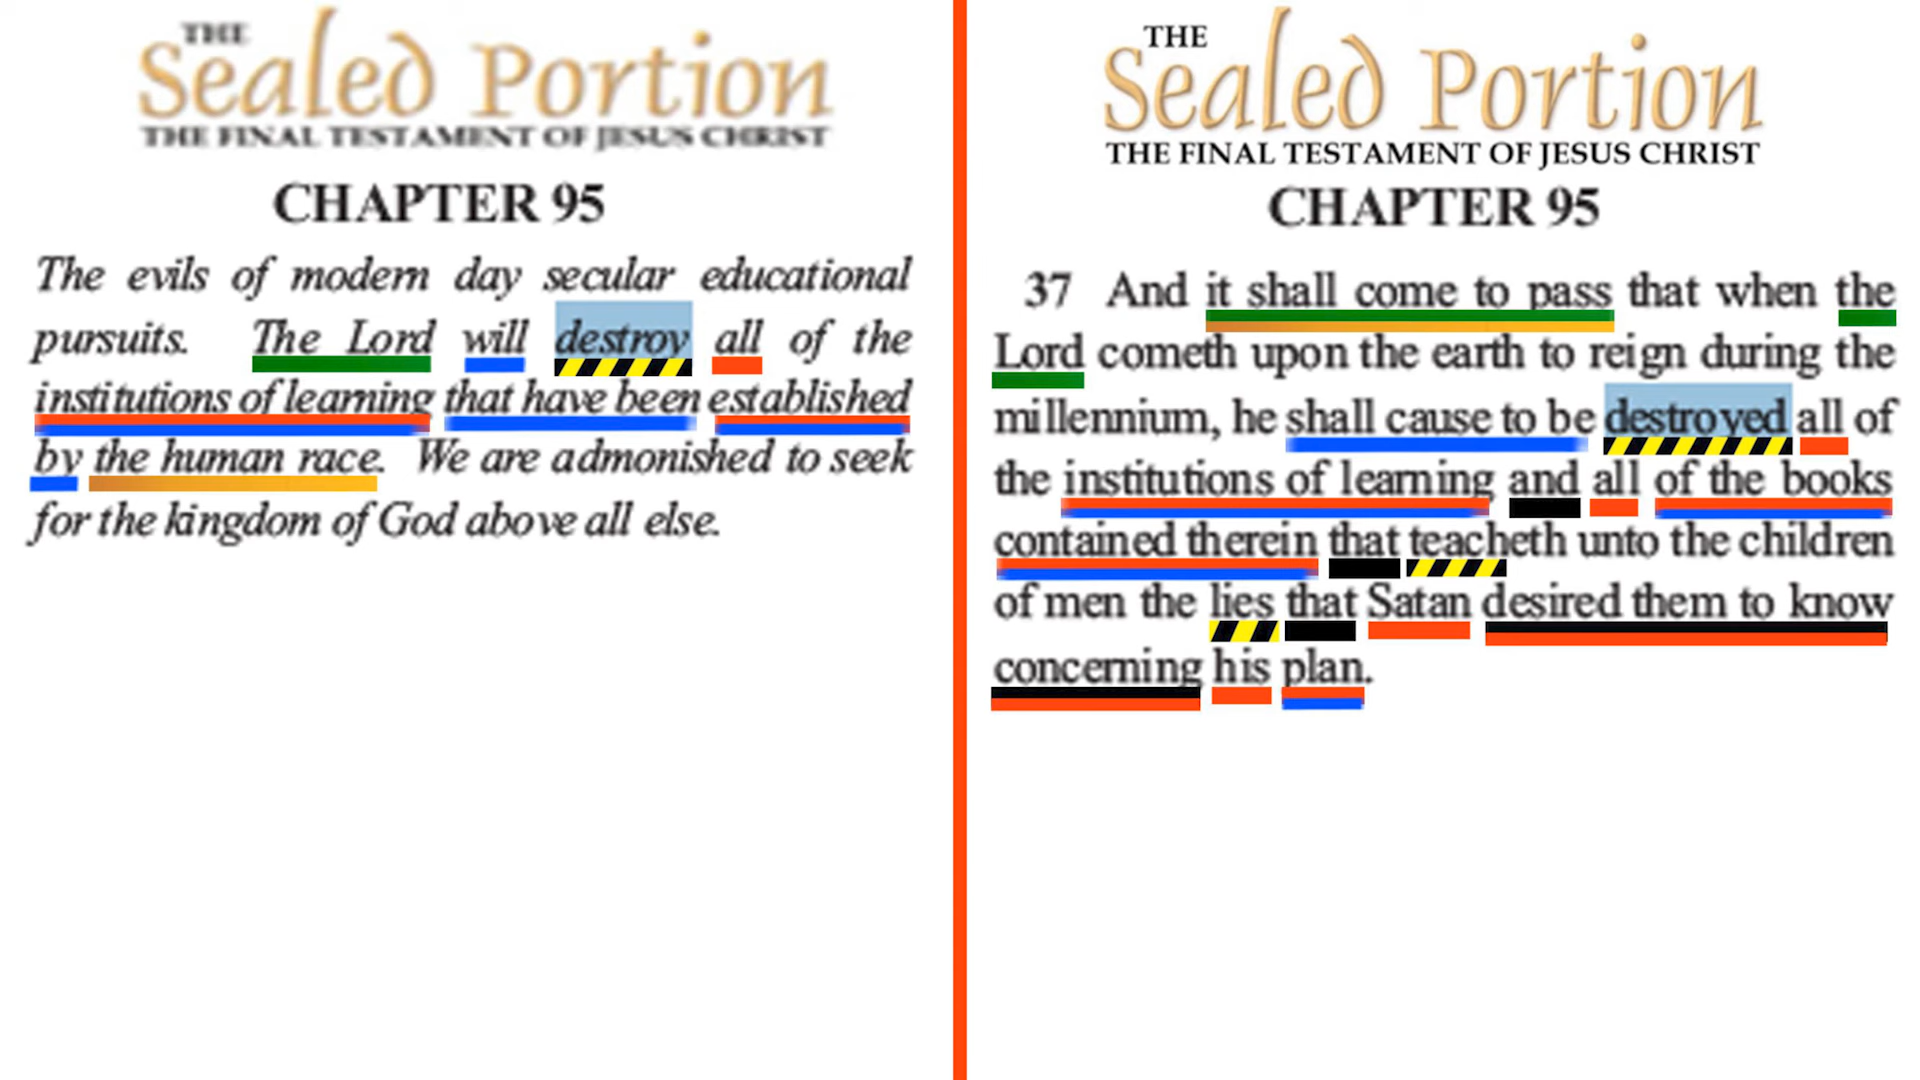 THE
Sealed Portion
THE FINAL TESTAMENT OF JESUS CHRIST
CHAPTER 95
The evils of modern day secular educational
pursuits. The Lord will destroy all of the
institutions of learning that have been established
by the human race. We are admonished to seek
for the kingdom of God above all else.
THE
Sealed Portion
THE FINAL TESTAMENT OF JESUS CHRIST
CHAPTER 95
37 And it shall come to pass that when the
Lord cometh upon the earth to reign during the
millennium, he shall cause to be destroyed all of
the institutions of learning and all of the books
contained therein that teacheth unto the children
of men the lies that Satan desired them to know
concerning his plan.